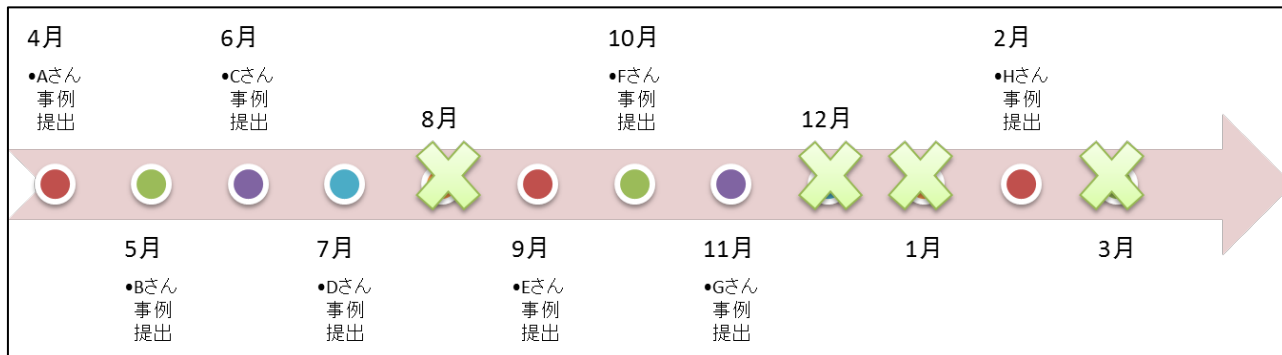 4月
•Aさん
事例
提出
6月
•Cさん
事例
提出
8月
10月
•Fさん
事例
提出
12月
2月
•Hさん
事例
提出
5月
•Bさん
事例
提出
7月
•Dさん
事例
提出
9月
•Eさん
事例
提出
11月
•Gさん
事例
提出
1月
3月